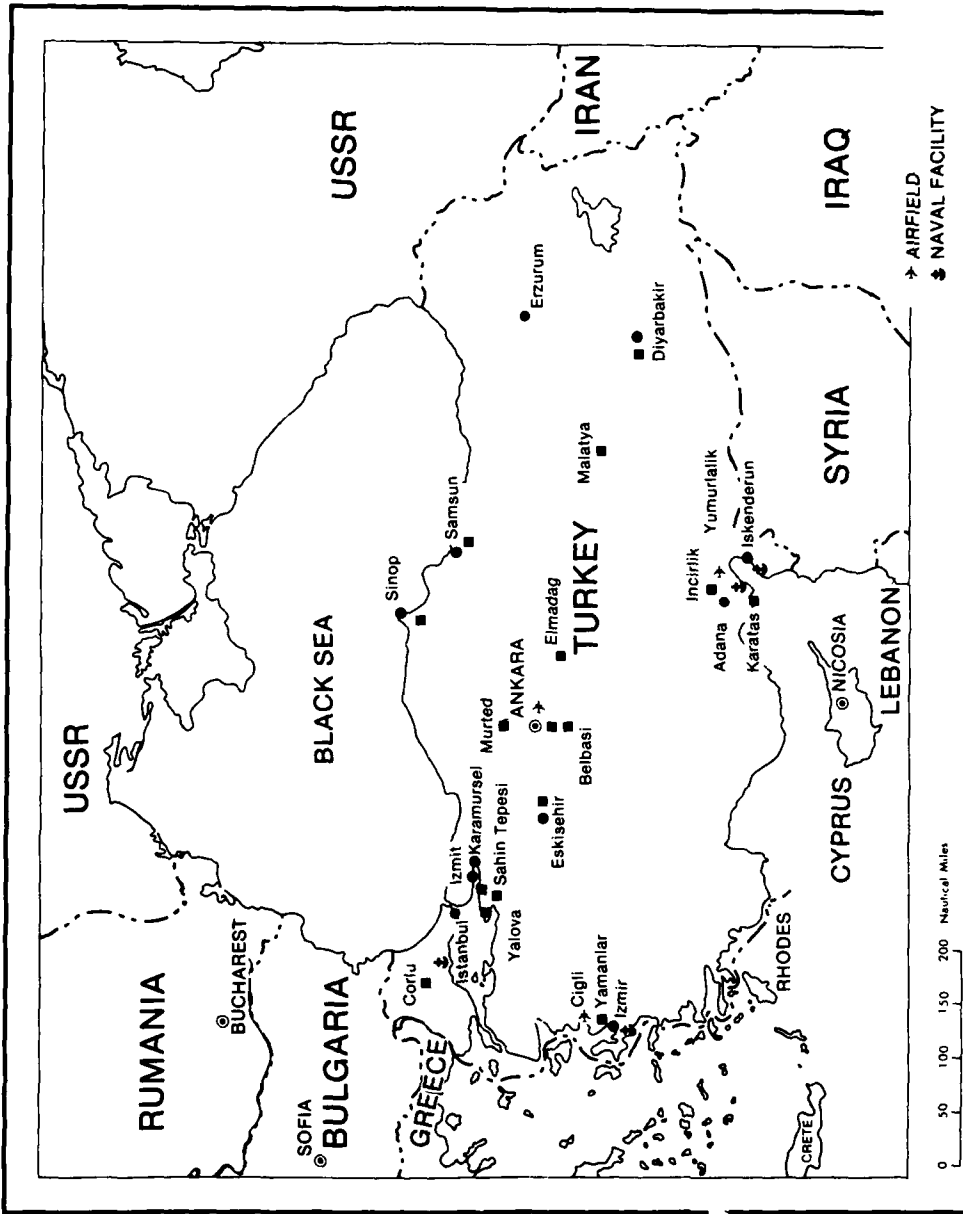 USSR
USSR
RUMANIA
BUCHAREST
SOFIA
BULGARIA
GREECE
BLACK SEA
IRAN
IRAQ
SYRIA
LEBANON
CYPRUS
NICOSIA
RHODES
CRETE
TURKEY
Sinop
Samsun
Erzurum
Diyarbakir
Malatya
Elmadag
ANKARA
Murted
Belbasi
Eskisehir
Karamursel
Izmit
Sahin Tepesi
Istanbul
Yalova
Corlu
Cigli
Yamanlar
Izmir
Incirlik
Yumurlalik
Adana
Karatas
Iskenderun
AIRFIELD
NAVAL FACILITY
0 50 100 150 200
Nautical Miles